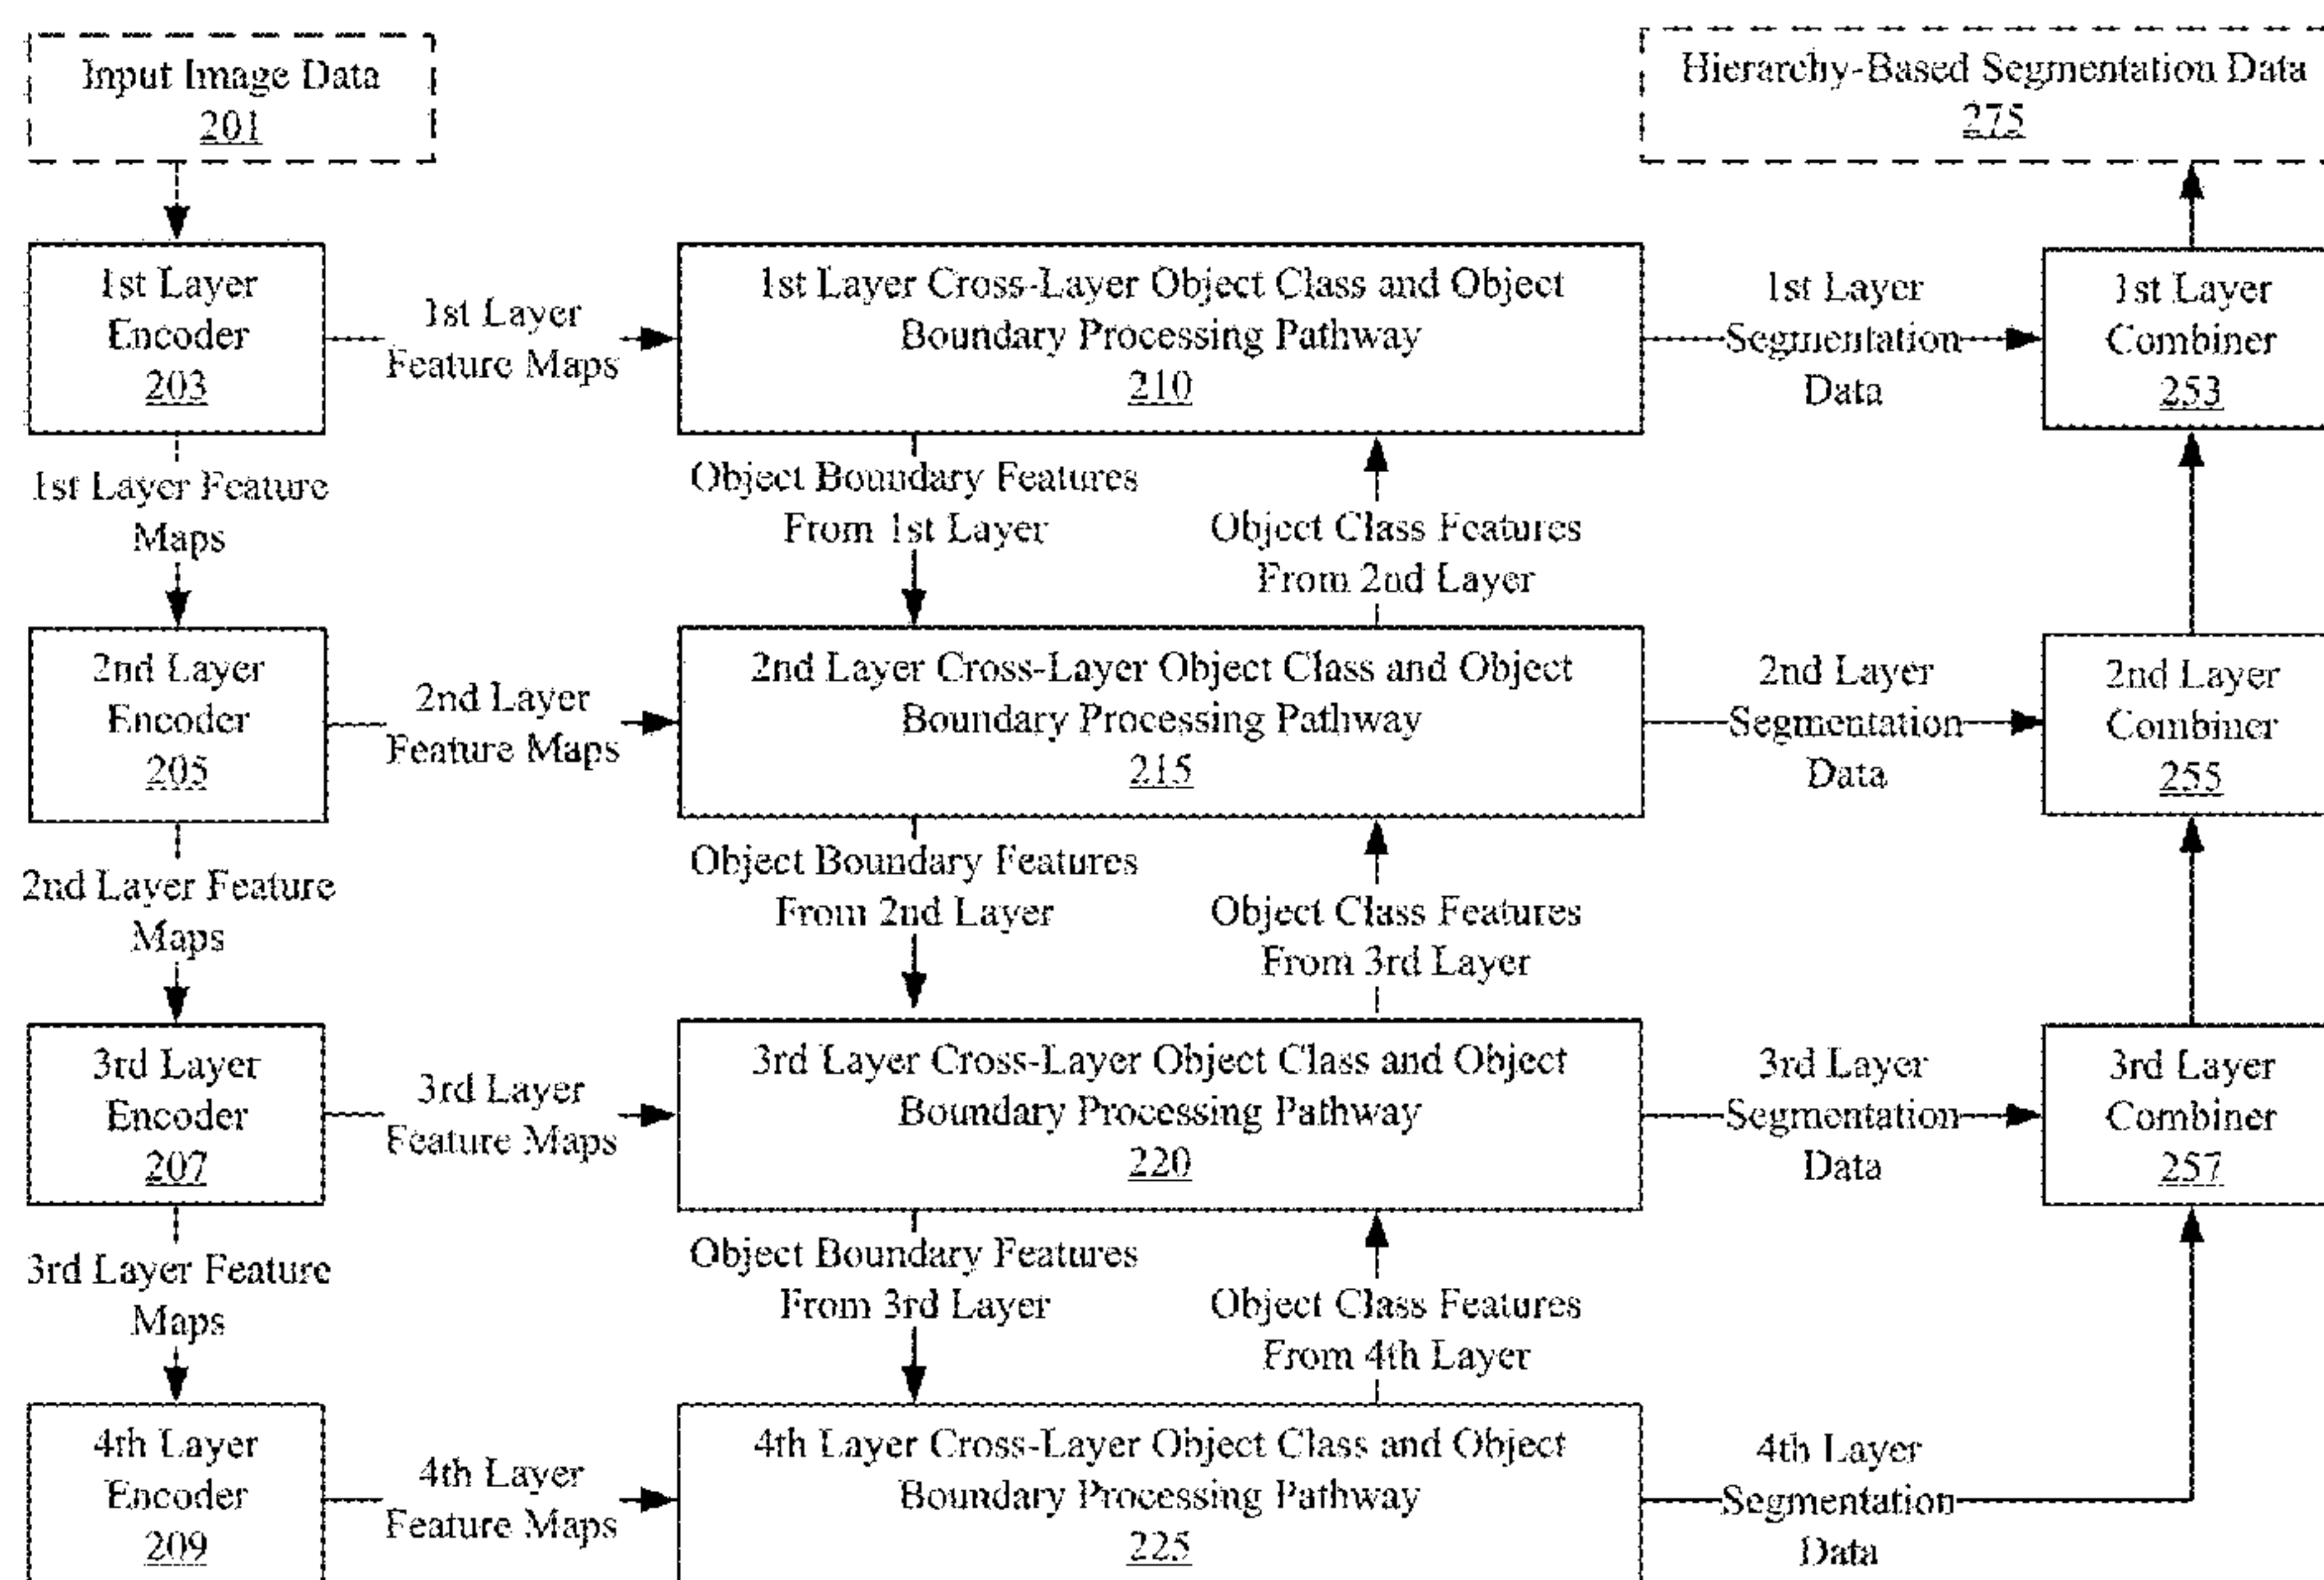 Input Image Data
201
Hierarchy-Based Segmentation Data
275
1st Layer
Encoder
203
1st Layer
Feature Maps
1st Layer Cross-Layer Object Class and Object
Boundary Processing Pathway
210
1st Layer
Segmentation
Data
1st Layer
Combiner
253
1st Layer Feature
Maps
Object Boundary Features
From 1st Layer
Object Class Features
From 2nd Layer
2nd Layer
Encoder
205
2nd Layer
Feature Maps
2nd Layer Cross-Layer Object Class and Object
Boundary Processing Pathway
215
2nd Layer
Segmentation
Data
2nd Layer
Combiner
255
2nd Layer Feature
Maps
Object Boundary Features
From 2nd Layer
Object Class Features
From 3rd Layer
3rd Layer
Encoder
207
3rd Layer
Feature Maps
3rd Layer Cross-Layer Object Class and Object
Boundary Processing Pathway
220
3rd Layer
Segmentation
Data
3rd Layer
Combiner
257
3rd Layer Feature
Maps
Object Boundary Features
From 3rd Layer
Object Class Features
From 4th Layer
4th Layer
Encoder
209
4th Layer
Feature Maps
4th Layer Cross-Layer Object Class and Object
Boundary Processing Pathway
225
4th Layer
Segmentation
Data